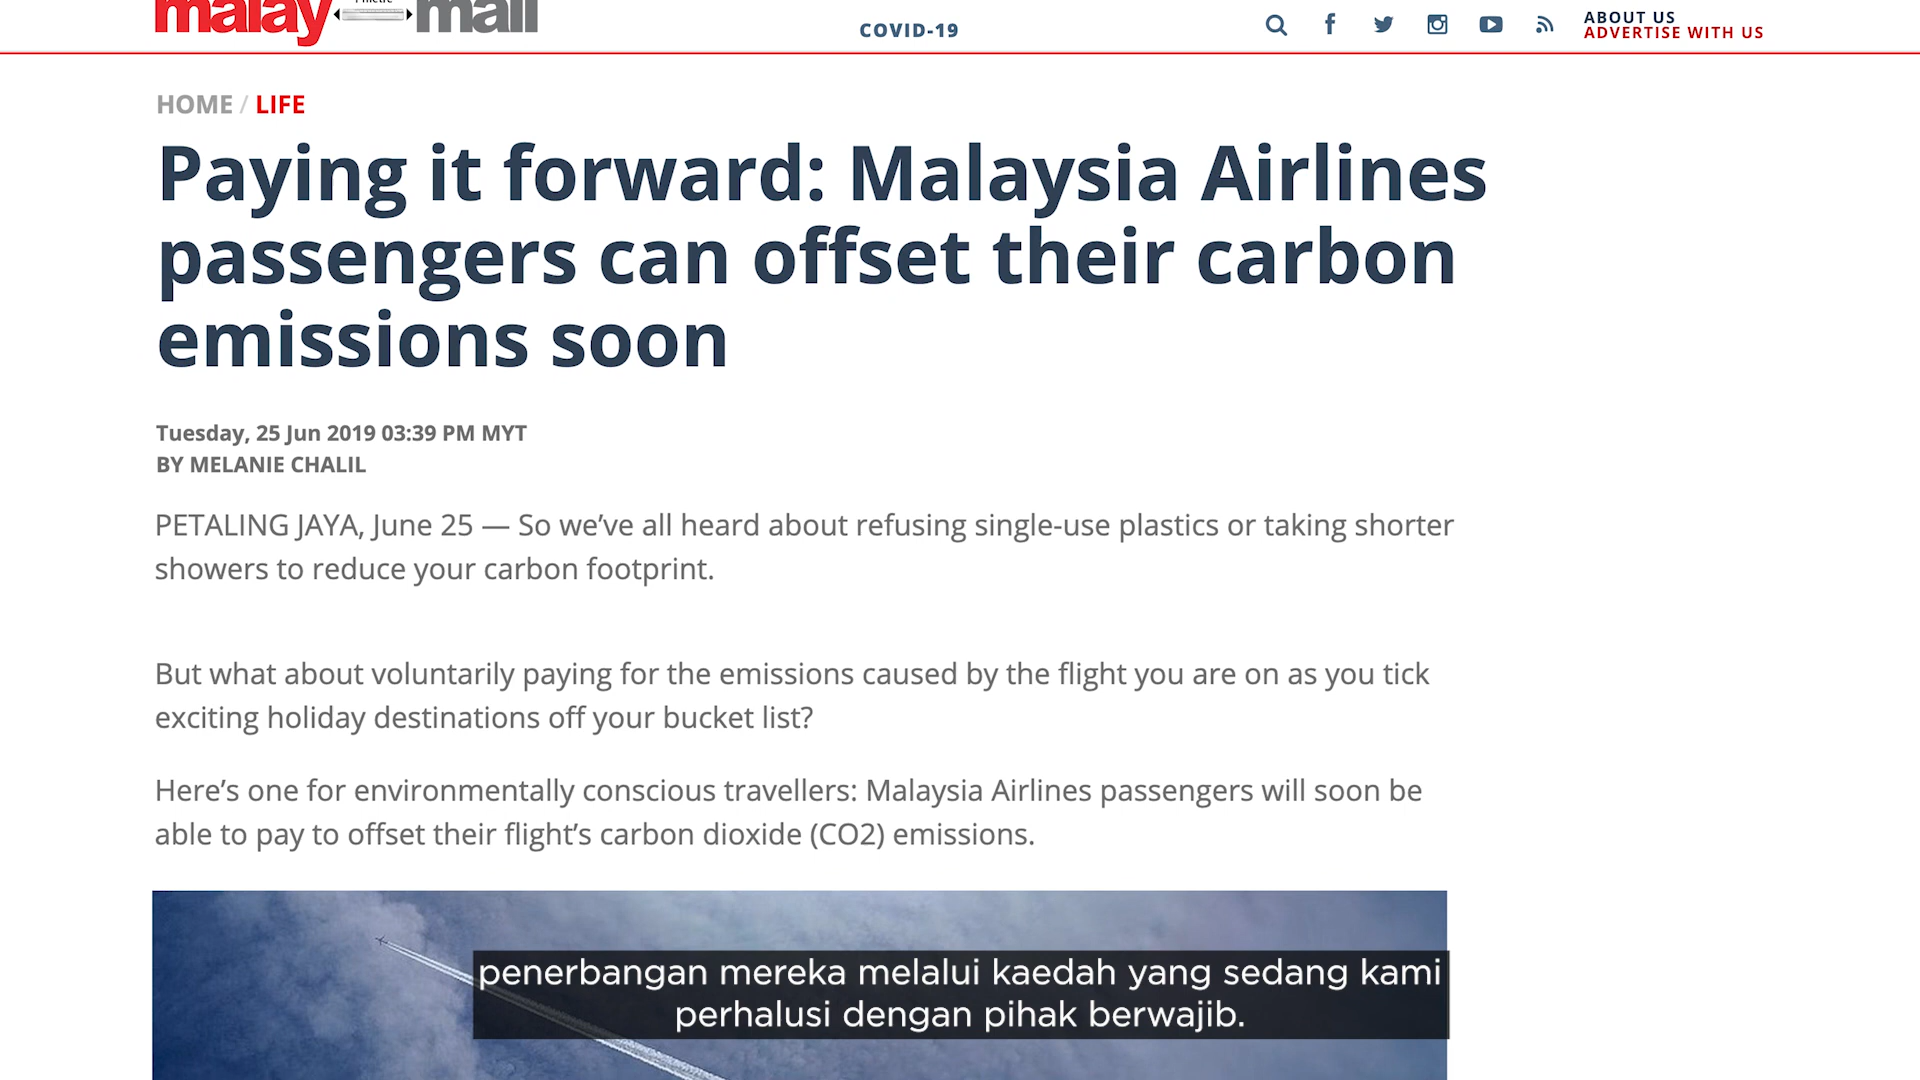 malay mail
COVID-19
ABOUT US
ADVERTISE WITH US
HOME / LIFE
Paying it forward: Malaysia Airlines
passengers can offset their carbon
emissions soon
Tuesday, 25 Jun 2019 03:39 PM MYT
BY MELANIE CHALIL
PETALING JAYA, June 25 — So we’ve all heard about refusing single-use plastics or taking shorter
showers to reduce your carbon footprint.
But what about voluntarily paying for the emissions caused by the flight you are on as you tick
exciting holiday destinations off your bucket list?
Here’s one for environmentally conscious travellers: Malaysia Airlines passengers will soon be
able to pay to offset their flight’s carbon dioxide (CO2) emissions.
penerbangan mereka melalui kaedah yang sedang kami
perhalusi dengan pihak berwajib.